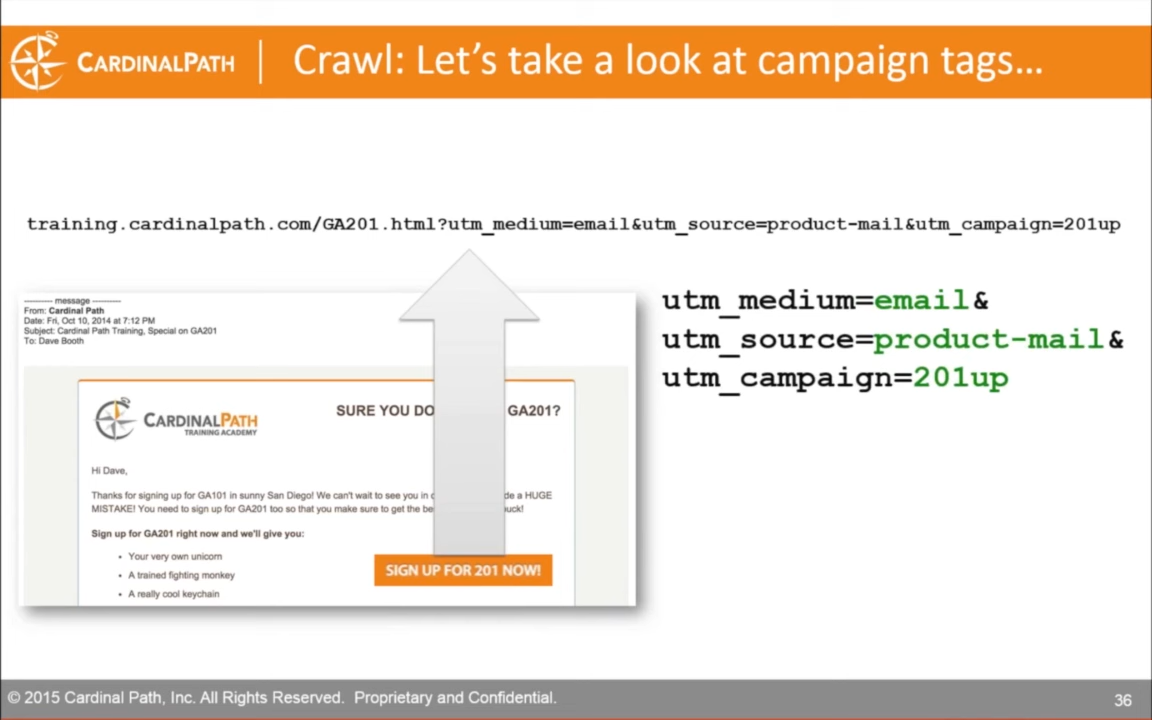 CARDINALPATH
Crawl: Let's take a look at campaign tags...
training.cardinalpath.com/GA201.html?utm_medium=email&utm_source=product-mail&utm_campaign=201up
---------- message ----------
From: Cardinal Path
Date: Fri, Oct 10, 2014 at 7:12 PM
Subject: Cardinal Path Training, Special on GA201
To: Dave Booth
CARDINALPATH
TRAINING ACADEMY
SURE YOU DO GA201?
Hi Dave,
Thanks for signing up for GA101 in sunny San Diego! We can't wait to see you in de a HUGE
MISTAKE! You need to sign up for GA201 too so that you make sure to get the be uck!
Sign up for GA201 right now and we'll give you:
• Your very own unicorn
• A trained fighting monkey
• A really cool keychain
SIGN UP FOR 201 NOW!
utm_medium=email&
utm_source=product-mail&
utm_campaign=201up
© 2015 Cardinal Path, Inc. All Rights Reserved. Proprietary and Confidential.
36